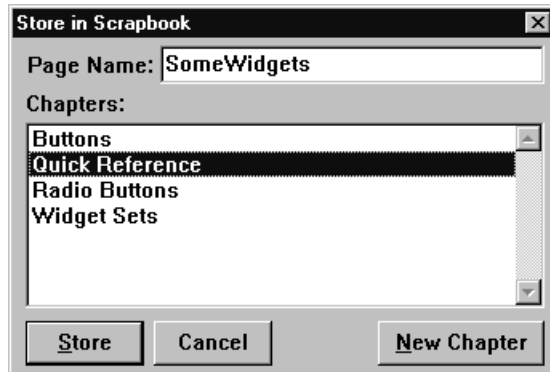 Store in Scrapbook
Page Name: SomeWidgets
Chapters:
Buttons
Quick Reference
Radio Buttons
Widget Sets
Store Cancel New Chapter